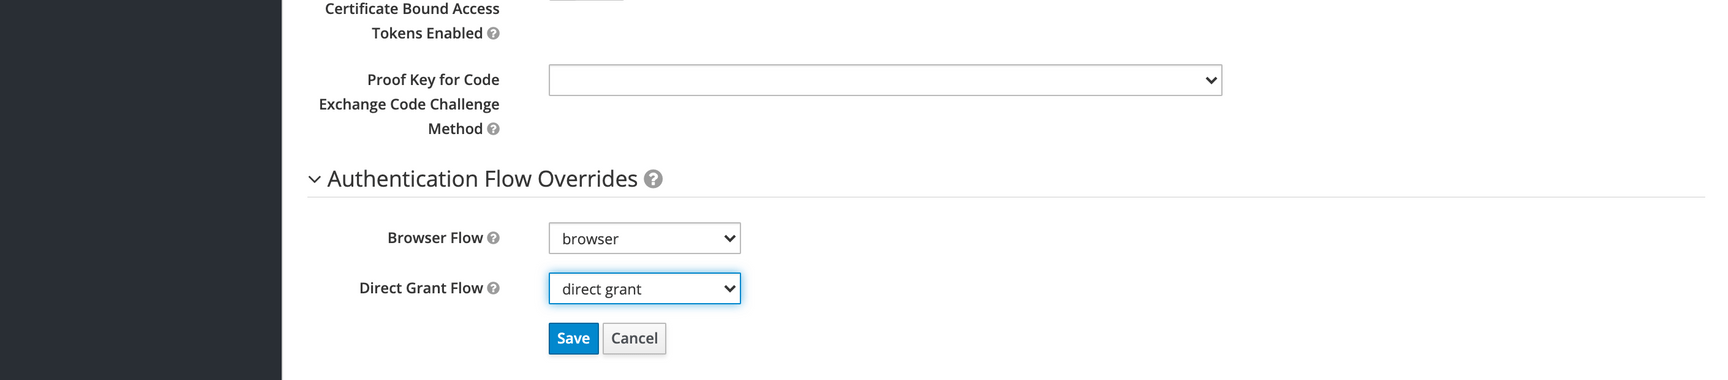 Certificate Bound Access
Tokens Enabled
Proof Key for Code
Exchange Code Challenge
Method
Authentication Flow Overrides
Browser Flow
browser
Direct Grant Flow
direct grant
Save
Cancel